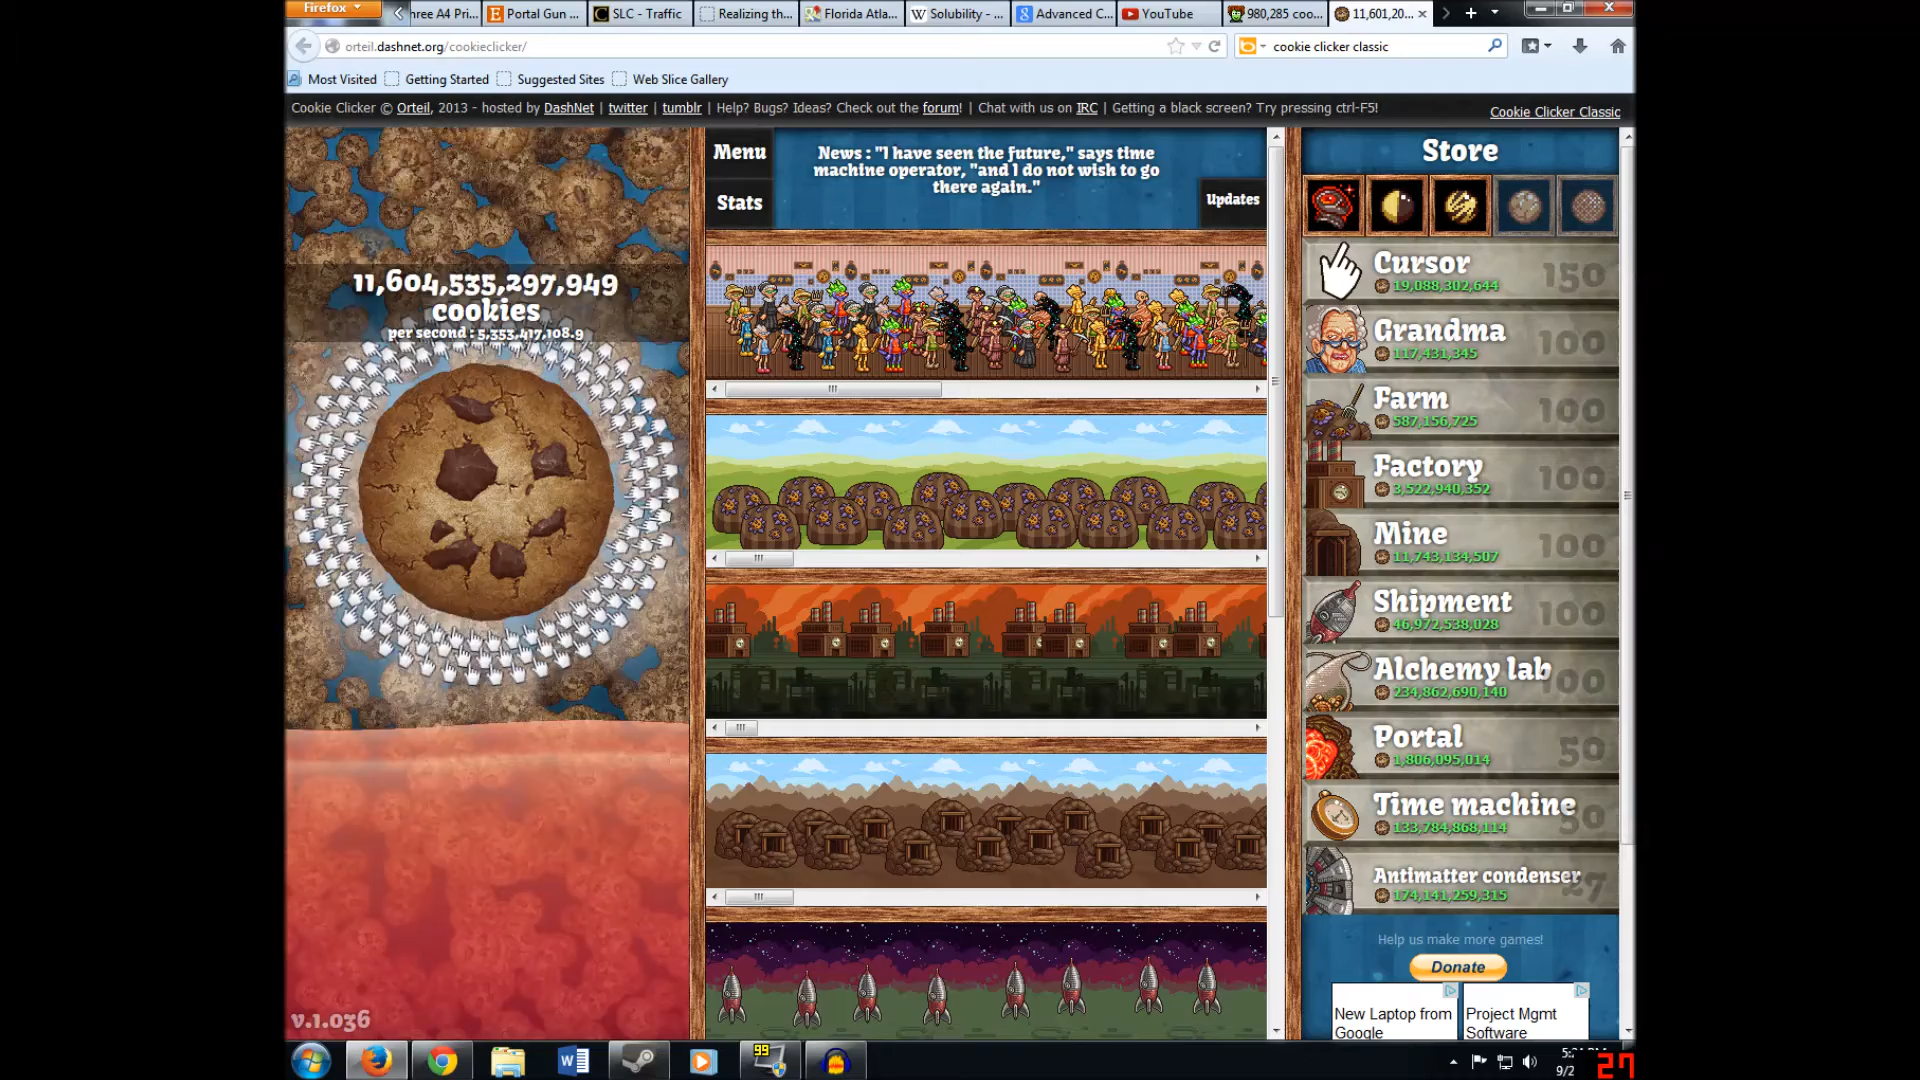 Firefox
hree A4 Pri...
Portal Gun ...
SLC - Traffic
Realizing th...
Florida Atla...
Solubility - ...
Advanced C...
YouTube
980,285 coo...
11,601,20...
orteil.dashnet.org/cookieclicker/
cookie clicker classic
Most Visited
Getting Started
Suggested Sites
Web Slice Gallery
Cookie Clicker © Orteil, 2013 - hosted by DashNet | twitter | tumblr | Help? Bugs? Ideas? Check out the forum! | Chat with us on IRC | Getting a black screen? Try pressing ctrl-F5!
Cookie Clicker Classic
11,604,535,297,949
cookies
per second : 5,353,417,108.9
v.1.036
Menu
Stats
News : "I have seen the future," says time
machine operator, "and I do not wish to go
there again."
Updates
Store
Cursor
19,088,302,644
150
Grandma
117,431,345
100
Farm
587,156,725
100
Factory
3,522,940,352
100
Mine
11,743,134,507
100
Shipment
46,972,538,028
100
Alchemy lab
234,862,690,140
100
Portal
1,806,095,014
50
Time machine
133,784,868,114
50
Antimatter condenser
174,141,259,315
27
Help us make more games!
Donate
New Laptop from
Google
Project Mgmt
Software
99
9/2
27